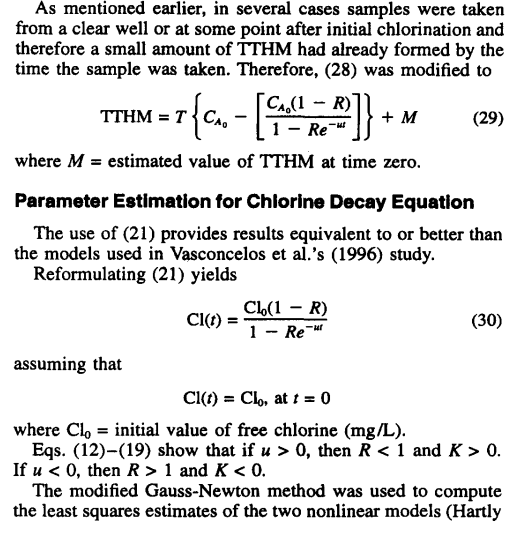 As mentioned earlier, in several cases samples were taken
from a clear well or at some point after initial chlorination and
therefore a small amount of TTHM had already formed by the
time the sample was taken. Therefore, (28) was modified to
TTHM = T { C_{A_0} − [ C_{A_0}(1 − R) / 1 − Re^{−ut} ] } + M (29)
where M = estimated value of TTHM at time zero.
Parameter Estimation for Chlorine Decay Equation
The use of (21) provides results equivalent to or better than
the models used in Vasconcelos et al.'s (1996) study.
Reformulating (21) yields
Cl(t) = Cl₀(1 − R) / 1 − Re^{−ut} (30)
assuming that
Cl(t) = Cl₀, at t = 0
where Cl₀ = initial value of free chlorine (mg/L).
Eqs. (12)–(19) show that if u > 0, then R < 1 and K > 0.
If u < 0, then R > 1 and K < 0.
The modified Gauss-Newton method was used to compute
the least squares estimates of the two nonlinear models (Hartly